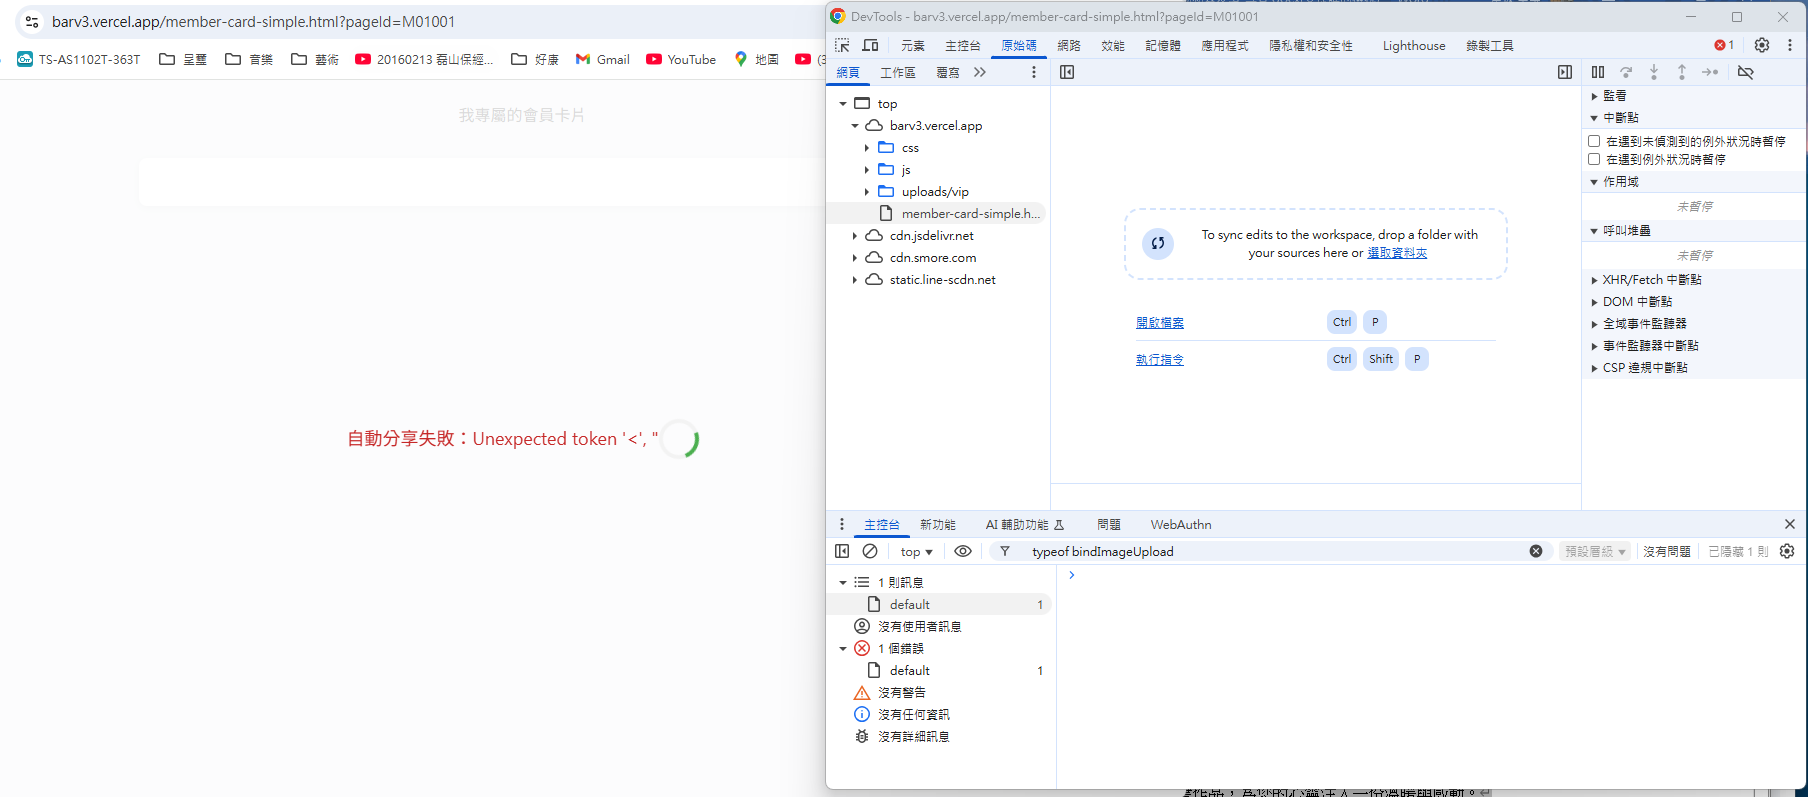 barv3.vercel.app/member-card-simple.html?pageId=M01001
TS-AS1102T-363T
呈璽
音樂
藝術
20160213 磊山保經...
好康
Gmail
YouTube
地圖
我專屬的會員卡片
自動分享失敗：Unexpected token '<', "
DevTools - barv3.vercel.app/member-card-simple.html?pageId=M01001
元素
主控台
原始碼
網路
效能
記憶體
應用程式
隱私權和安全性
Lighthouse
錄製工具
1
網頁
工作區
覆寫
top
barv3.vercel.app
css
js
uploads/vip
member-card-simple.h...
cdn.jsdelivr.net
cdn.smore.com
static.line-scdn.net
To sync edits to the workspace, drop a folder with
your sources here or 選取資料夾
開啟檔案 Ctrl P
執行指令 Ctrl Shift P
監看
中斷點
在遇到未偵測到的例外狀況時暫停
在遇到例外狀況時暫停
作用域
未暫停
呼叫堆疊
未暫停
XHR/Fetch 中斷點
DOM 中斷點
全域事件監聽器
事件監聽器中斷點
CSP 違規中斷點
主控台
新功能
AI 輔助功能
問題
WebAuthn
top
typeof bindImageUpload
預設層級
沒有問題
已隱藏 1 則
1 則訊息
default 1
沒有使用者訊息
1 個錯誤
default 1
沒有警告
沒有任何資訊
沒有詳細訊息